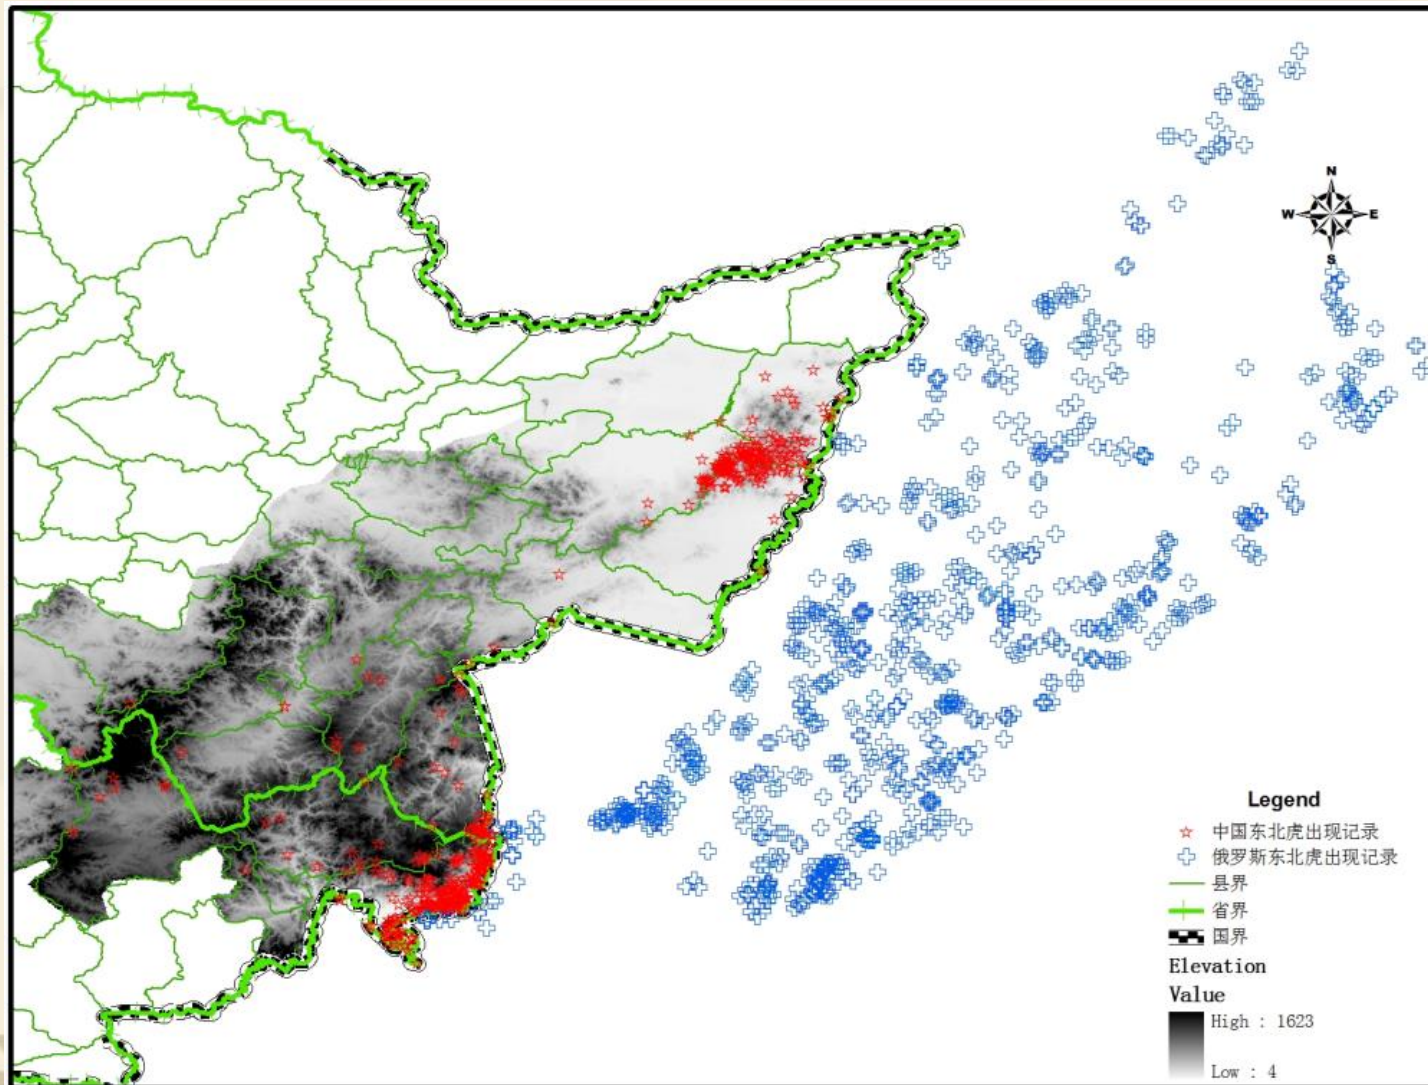 N
W E
S
Legend
中国东北虎出现记录
俄罗斯东北虎出现记录
县界
省界
国界
Elevation
Value
High : 1623
Low : 4